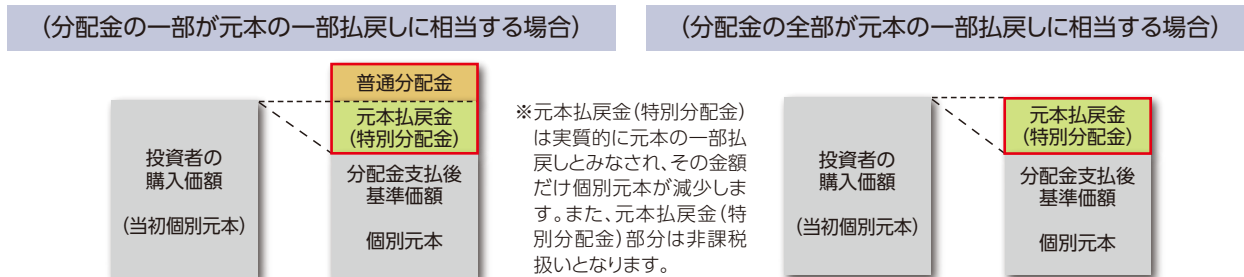 (分配金の一部が元本の一部払戻しに相当する場合)
普通分配金
元本払戻金
(特別分配金)
投資者の
購入価額
(当初個別元本)
分配金支払後
基準価額
個別元本
※元本払戻金(特別分配金)
は実質的に元本の一部払
戻しとみなされ、その金額
だけ個別元本が減少しま
す。また、元本払戻金(特
別分配金)部分は非課税
扱いとなります。
(分配金の全部が元本の一部払戻しに相当する場合)
投資者の
購入価額
(当初個別元本)
元本払戻金
(特別分配金)
分配金支払後
基準価額
個別元本